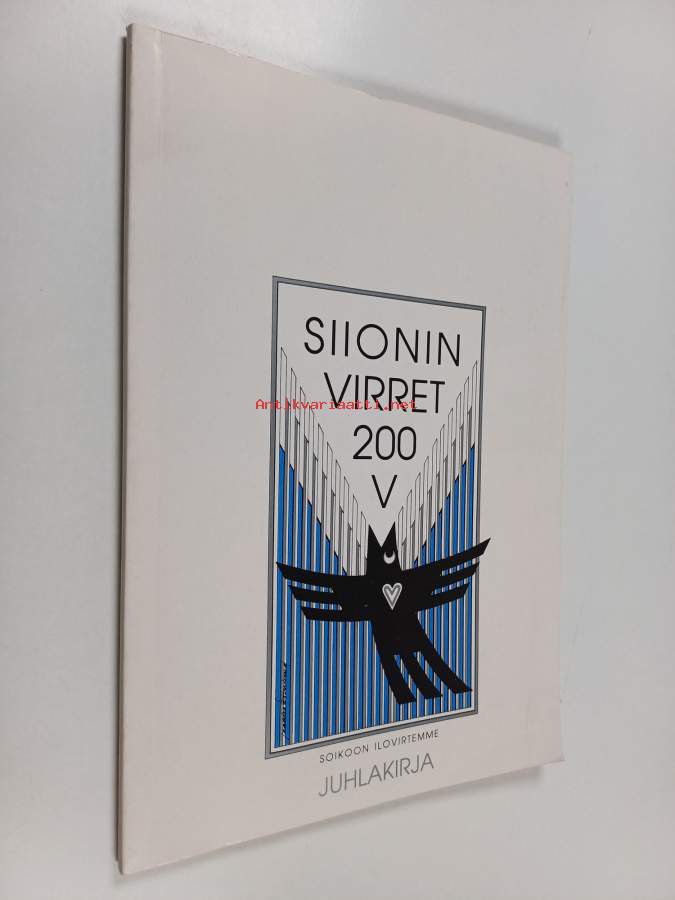 SIIONIN
VIRRET
Antikvariaatti.net
200
V
SOIKOON ILOVIRTEMME
JUHLAKIRJA